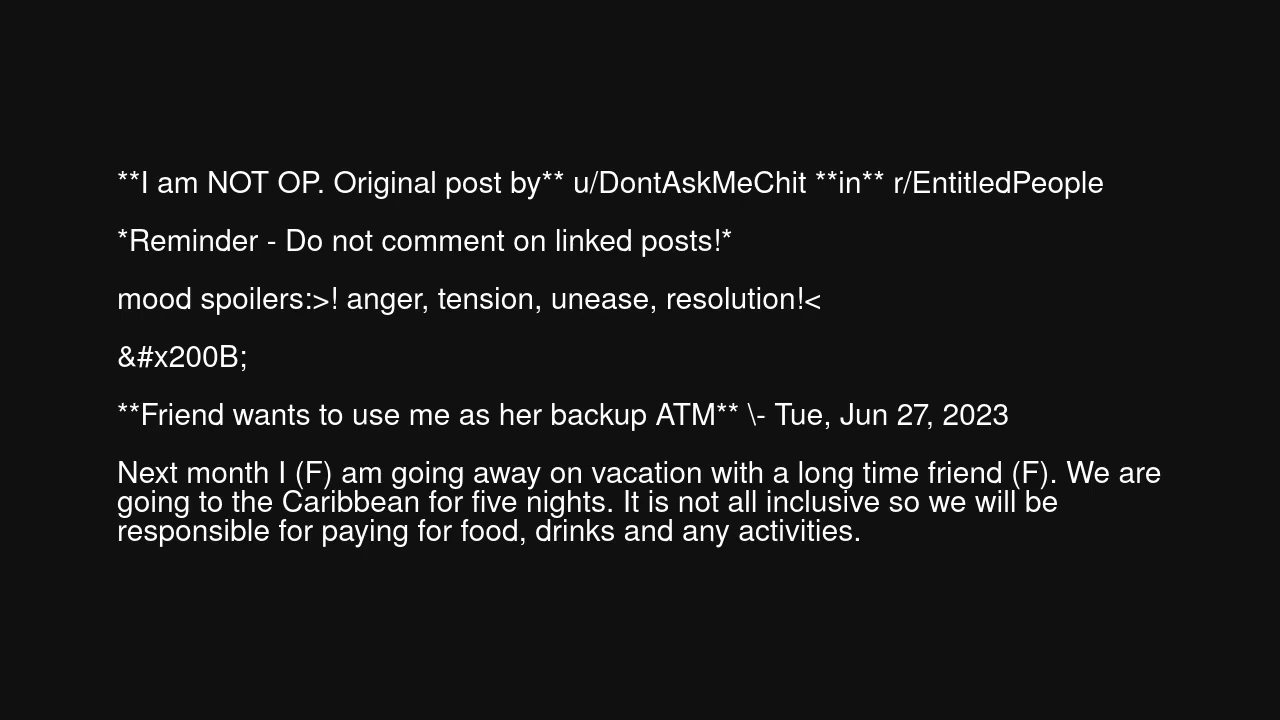 **I am NOT OP. Original post by** u/DontAskMeChit **in** r/EntitledPeople
*Reminder - Do not comment on linked posts!*
mood spoilers:>! anger, tension, unease, resolution!<
&#x200B;
**Friend wants to use me as her backup ATM** \- Tue, Jun 27, 2023
Next month I (F) am going away on vacation with a long time friend (F). We are
going to the Caribbean for five nights. It is not all inclusive so we will be
responsible for paying for food, drinks and any activities.